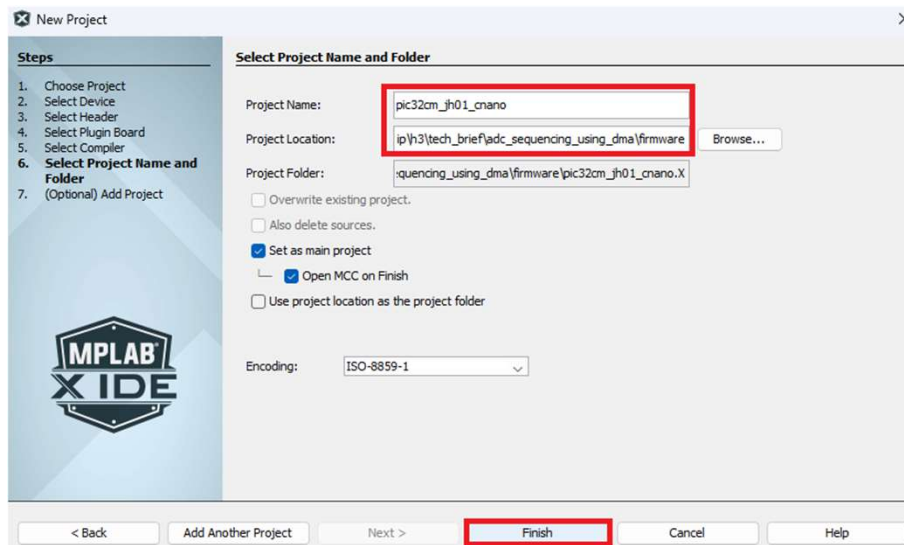 New Project
Steps
1. Choose Project
2. Select Device
3. Select Header
4. Select Plugin Board
5. Select Compiler
6. Select Project Name and
Folder
7. (Optional) Add Project
MPLAB
X IDE
Select Project Name and Folder
Project Name: pic32cm_jh01_cnano
Project Location: ip\h3\tech_brief\adc_sequencing_using_dma\firmware Browse...
Project Folder: :quencing_using_dma\firmware\pic32cm_jh01_cnano.X
Overwrite existing project.
Also delete sources.
Set as main project
Open MCC on Finish
Use project location as the project folder
Encoding: ISO-8859-1
< Back Add Another Project Next > Finish Cancel Help